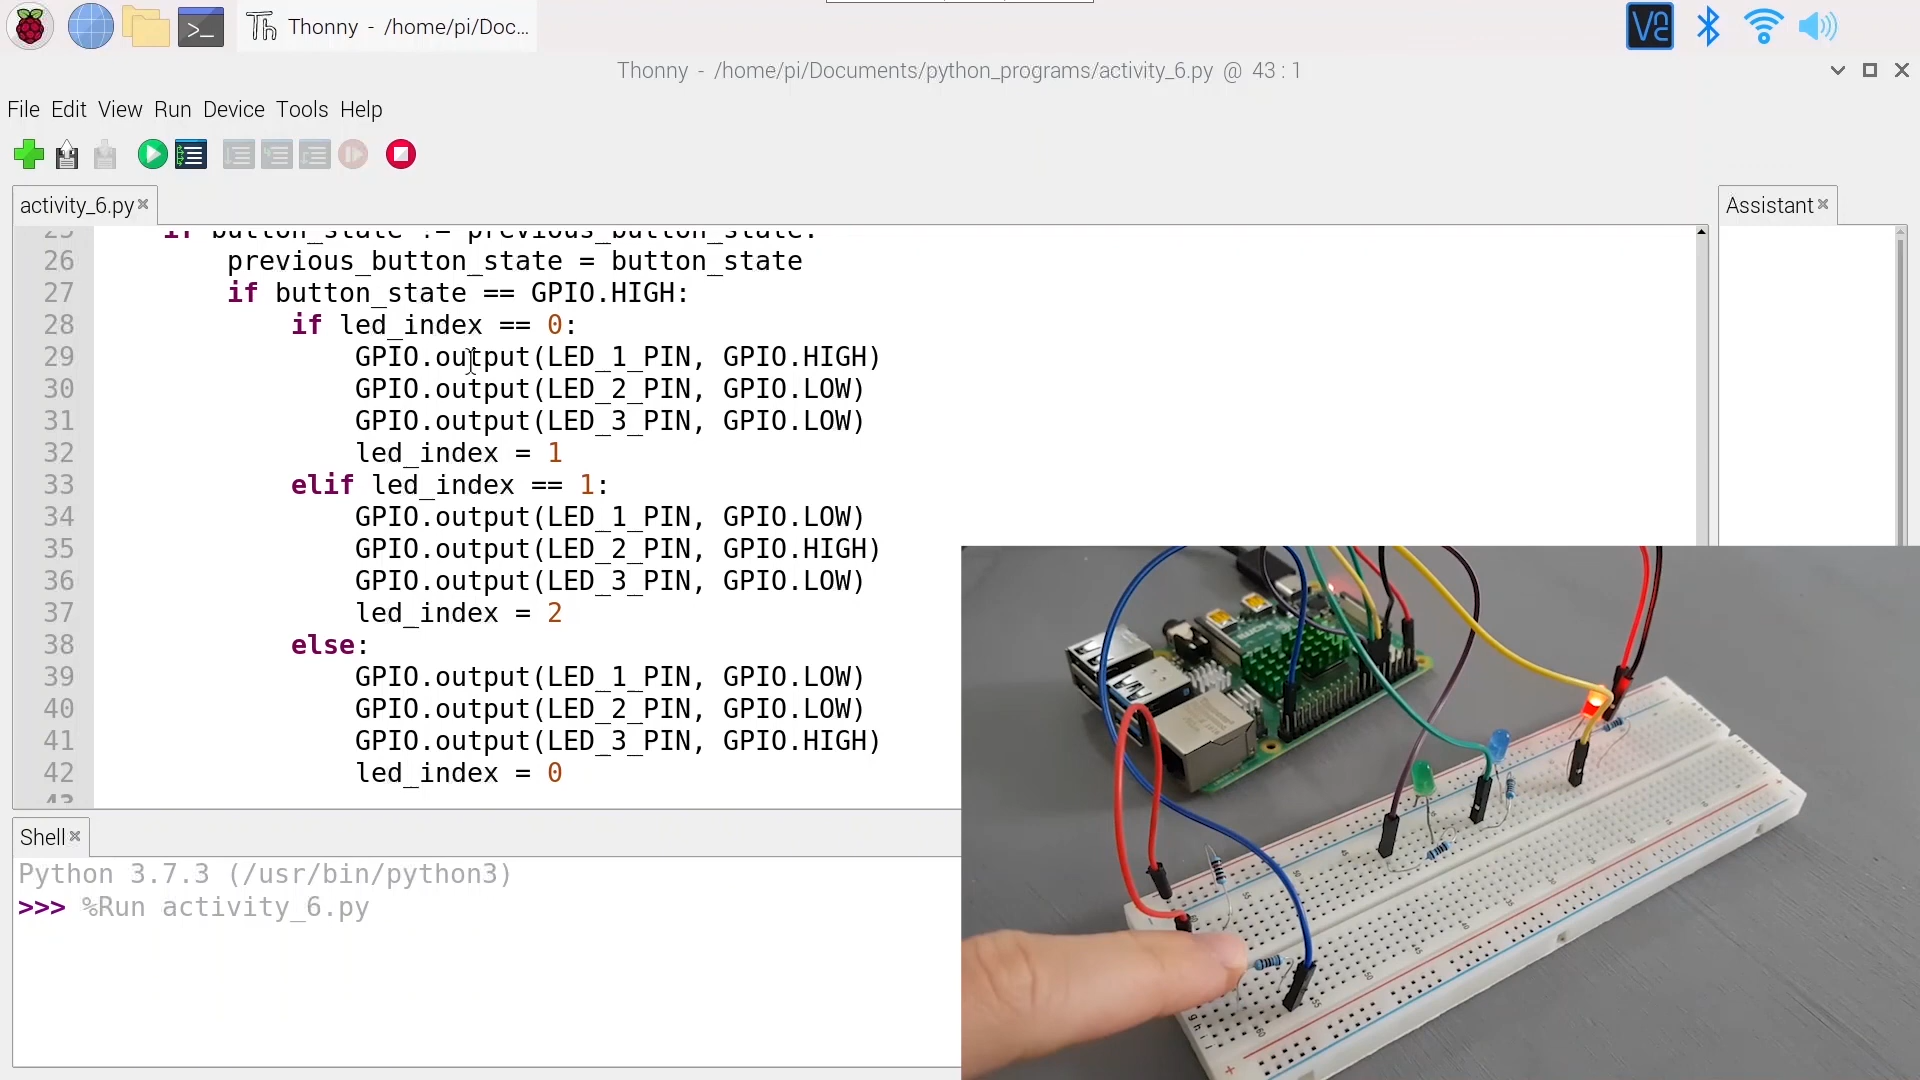 Thonny - /home/pi/Doc...
Thonny - /home/pi/Documents/python_programs/activity_6.py @ 43 : 1
File Edit View Run Device Tools Help
activity_6.py
Assistant
25 if button_state != previous_button_state:
26 previous_button_state = button_state
27 if button_state == GPIO.HIGH:
28 if led_index == 0:
29 GPIO.output(LED_1_PIN, GPIO.HIGH)
30 GPIO.output(LED_2_PIN, GPIO.LOW)
31 GPIO.output(LED_3_PIN, GPIO.LOW)
32 led_index = 1
33 elif led_index == 1:
34 GPIO.output(LED_1_PIN, GPIO.LOW)
35 GPIO.output(LED_2_PIN, GPIO.HIGH)
36 GPIO.output(LED_3_PIN, GPIO.LOW)
37 led_index = 2
38 else:
39 GPIO.output(LED_1_PIN, GPIO.LOW)
40 GPIO.output(LED_2_PIN, GPIO.LOW)
41 GPIO.output(LED_3_PIN, GPIO.HIGH)
42 led_index = 0
43
Shell
Python 3.7.3 (/usr/bin/python3)
>>> %Run activity_6.py